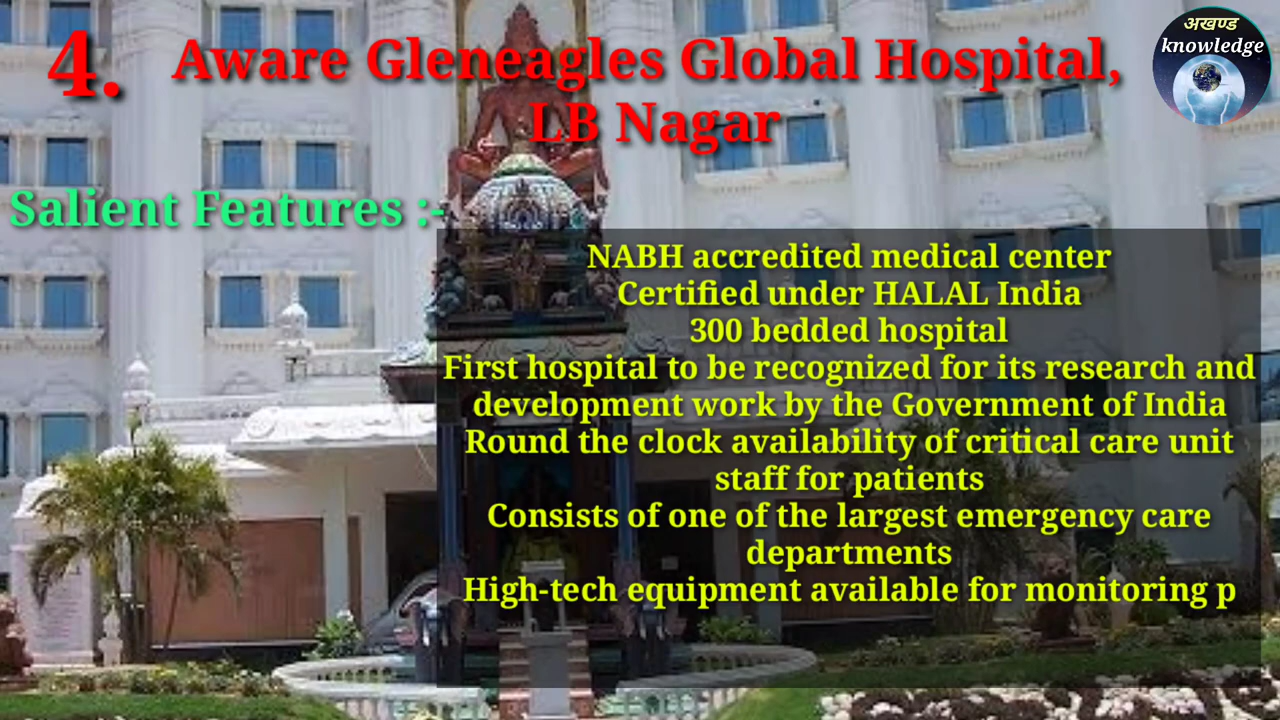 4. Aware Gleneagles Global Hospital,
LB Nagar
अखण्ड
knowledge
Salient Features :-
NABH accredited medical center
Certified under HALAL India
300 bedded hospital
First hospital to be recognized for its research and
development work by the Government of India
Round the clock availability of critical care unit
staff for patients
Consists of one of the largest emergency care
departments
High-tech equipment available for monitoring p